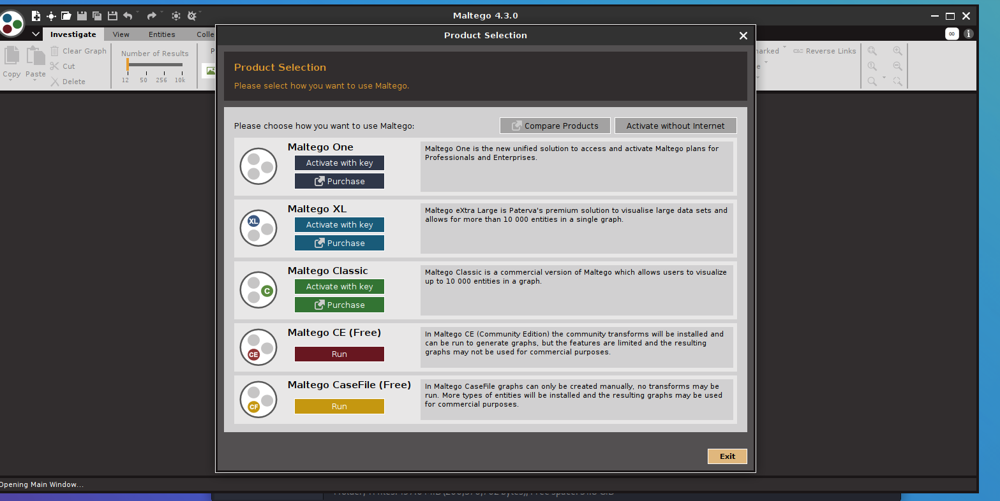 Maltego 4.3.0
Investigate View Entities Colle
∞ i
Copy
Paste
Clear Graph
Cut
Delete
Number of Results
12 50 256 10k
P
arked
Reverse Links
e
Product Selection
Product Selection
Please select how you want to use Maltego.
Please choose how you want to use Maltego:
Compare Products
Activate without Internet
Maltego One
Activate with key
Purchase
Maltego One is the new unified solution to access and activate Maltego plans for
Professionals and Enterprises.
XL
Maltego XL
Activate with key
Purchase
Maltego eXtra Large is Paterva's premium solution to visualise large data sets and
allows for more than 10 000 entities in a single graph.
C
Maltego Classic
Activate with key
Purchase
Maltego Classic is a commercial version of Maltego which allows users to visualize
up to 10 000 entities in a graph.
CE
Maltego CE (Free)
Run
In Maltego CE (Community Edition) the community transforms will be installed and
can be run to generate graphs, but the features are limited and the resulting
graphs may not be used for commercial purposes.
CF
Maltego CaseFile (Free)
Run
In Maltego CaseFile graphs can only be created manually, no transforms may be
run. More types of entities will be installed and the resulting graphs may be used
for commercial purposes.
Exit
Opening Main Window...